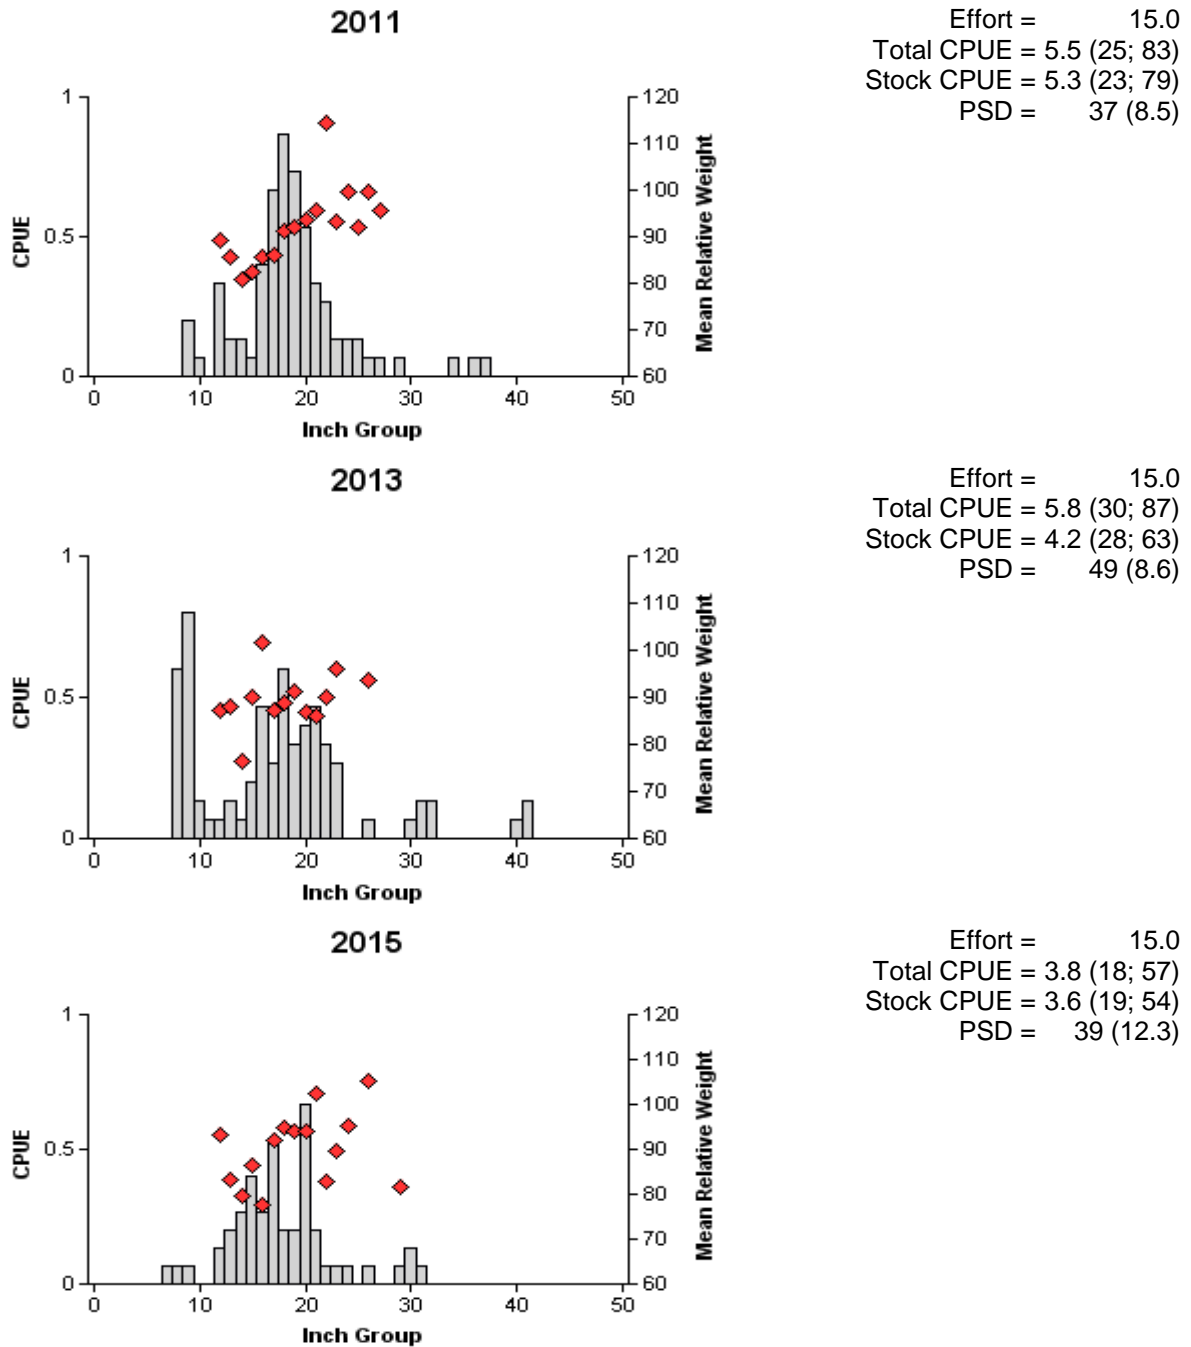 2011
Effort = 15.0
Total CPUE = 5.5 (25; 83)
Stock CPUE = 5.3 (23; 79)
PSD = 37 (8.5)
1
0.5
0
CPUE
120
110
100
90
80
70
60
Mean Relative Weight
0 10 20 30 40 50
Inch Group
2013
Effort = 15.0
Total CPUE = 5.8 (30; 87)
Stock CPUE = 4.2 (28; 63)
PSD = 49 (8.6)
1
0.5
0
CPUE
120
110
100
90
80
70
60
Mean Relative Weight
0 10 20 30 40 50
Inch Group
2015
Effort = 15.0
Total CPUE = 3.8 (18; 57)
Stock CPUE = 3.6 (19; 54)
PSD = 39 (12.3)
1
0.5
0
CPUE
120
110
100
90
80
70
60
Mean Relative Weight
0 10 20 30 40 50
Inch Group